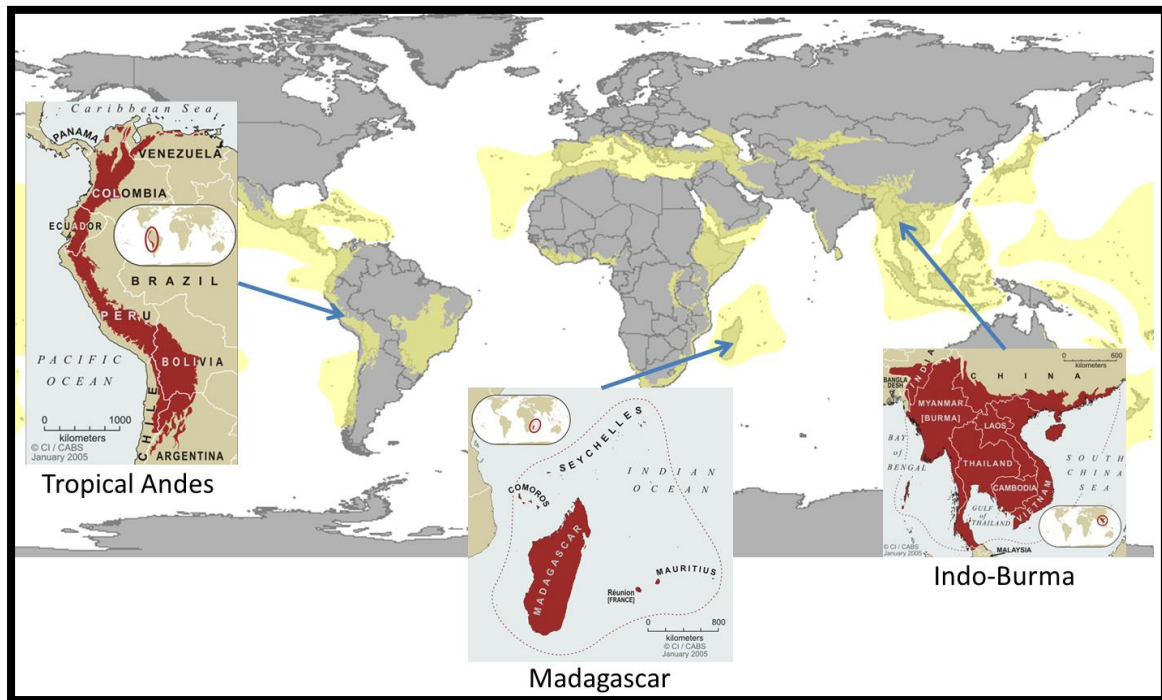 Caribbean Sea
PANAMA
VENEZUELA
COLOMBIA
ECUADOR
BRAZIL
PERU
PACIFIC
OCEAN
BOLIVIA
CHILE
0 1000
kilometers
© CI / CABS
January 2005
ARGENTINA
Tropical Andes
SEYCHELLES
COMOROS
INDIAN
OCEAN
MADAGASCAR
MAURITIUS
Réunion
[FRANCE]
0 800
kilometers
© CI / CABS
January 2005
Madagascar
0 600
kilometers
INDIA
CHINA
BANGLA
DESH
MYANMAR
[BURMA]
LAOS
BAY
of
BENGAL
THAILAND
SOUTH
CHINA
SEA
CAMBODIA
VIETNAM
GULF
of
THAILAND
© CI / CABS
January 2005
MALAYSIA
Indo-Burma